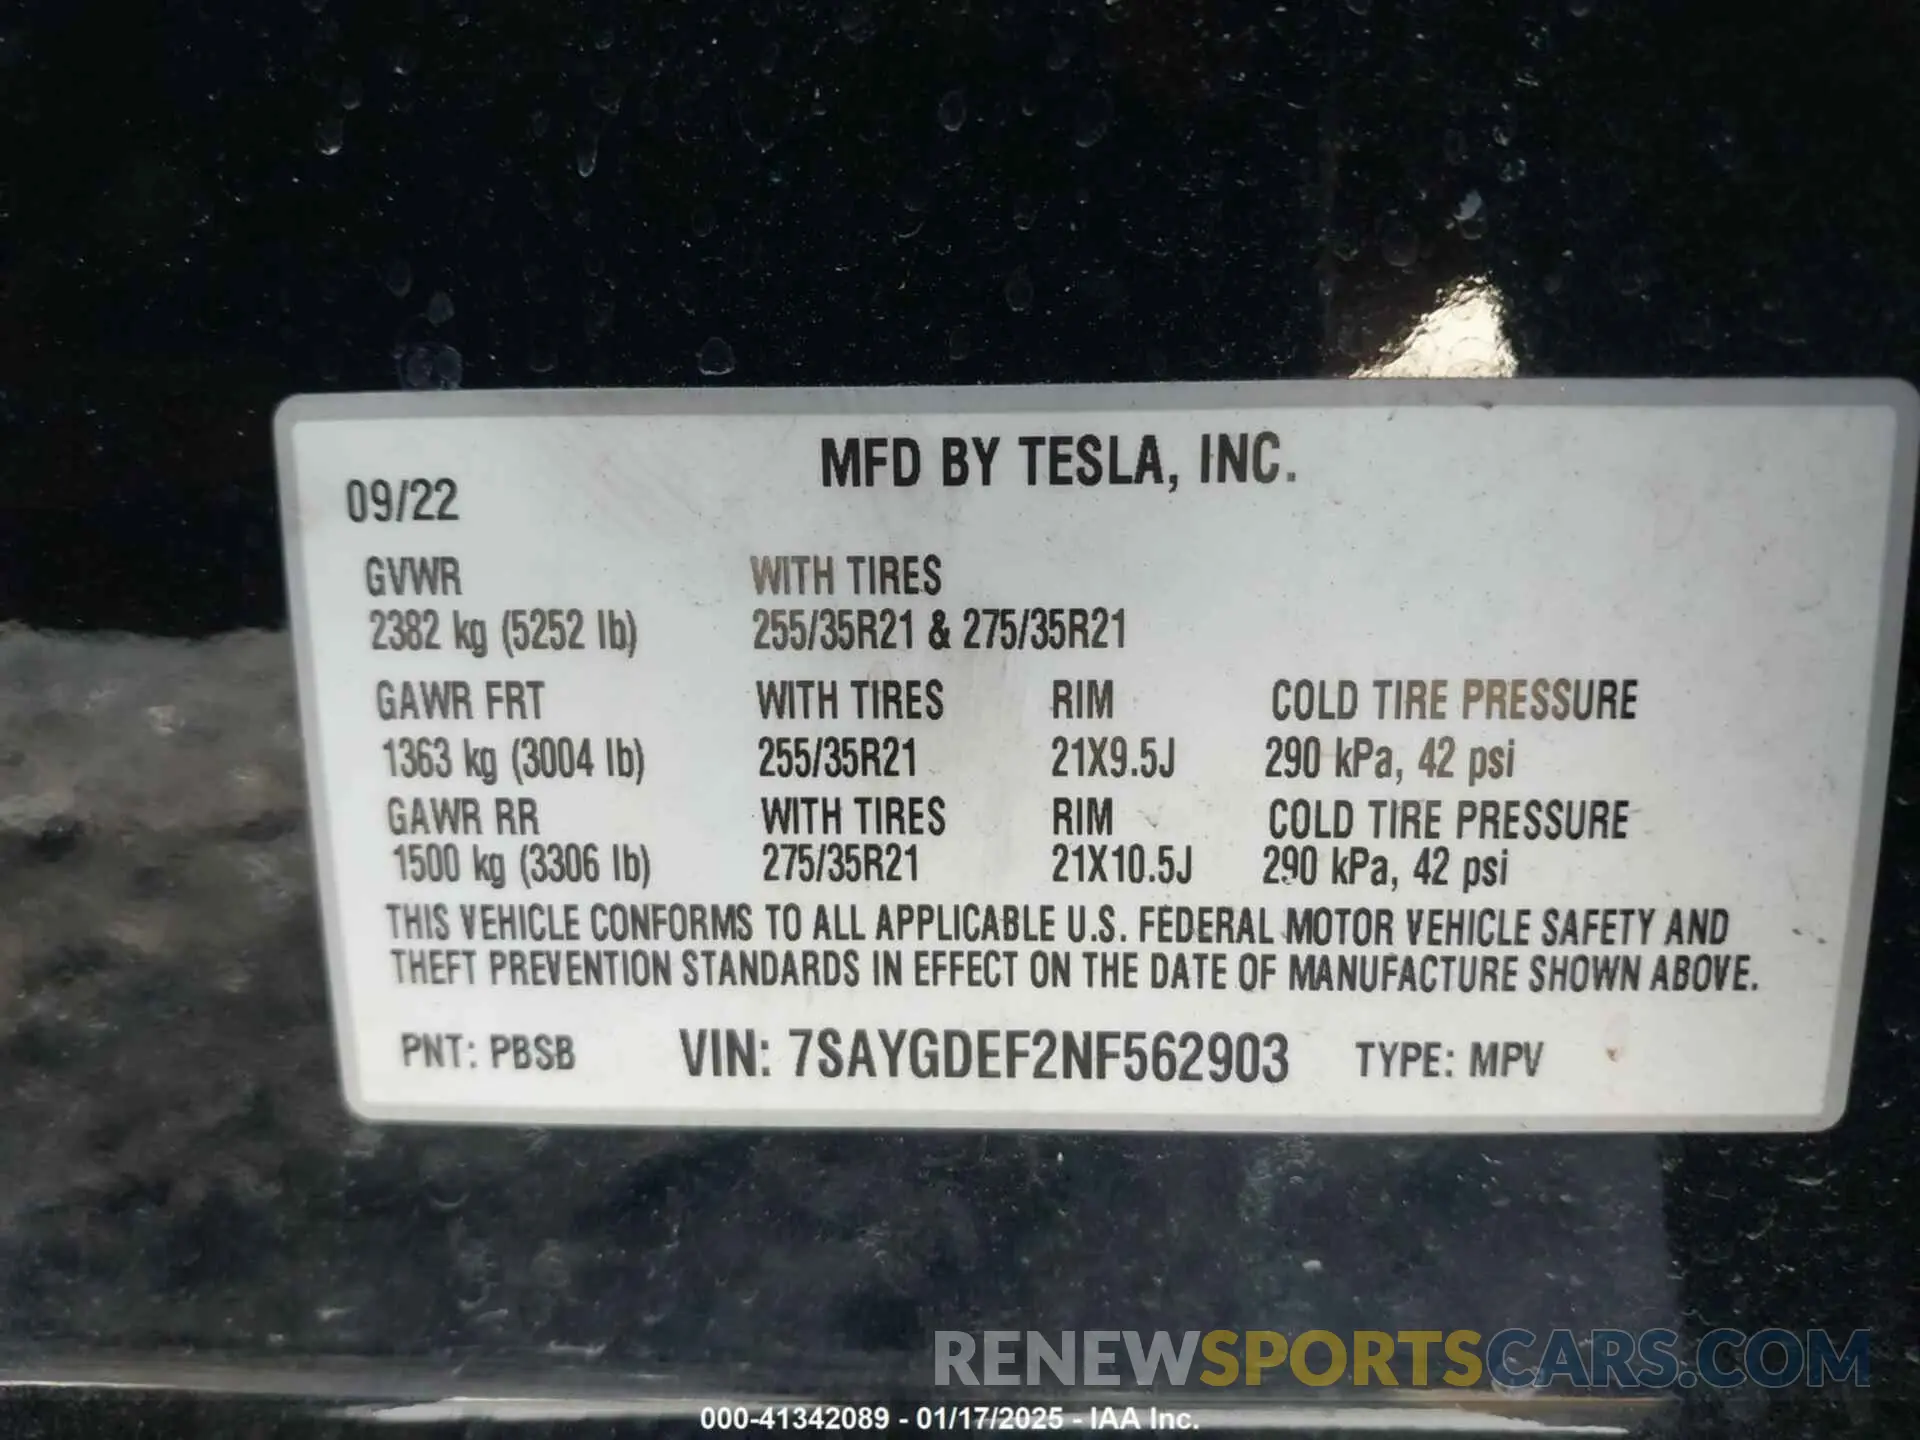 MFD BY TESLA, INC.
09/22
GVWR WITH TIRES
2382 kg (5252 lb) 255/35R21 & 275/35R21
GAWR FRT WITH TIRES RIM COLD TIRE PRESSURE
1363 kg (3004 lb) 255/35R21 21X9.5J 290 kPa, 42 psi
GAWR RR WITH TIRES RIM COLD TIRE PRESSURE
1500 kg (3306 lb) 275/35R21 21X10.5J 290 kPa, 42 psi
THIS VEHICLE CONFORMS TO ALL APPLICABLE U.S. FEDERAL MOTOR VEHICLE SAFETY AND
THEFT PREVENTION STANDARDS IN EFFECT ON THE DATE OF MANUFACTURE SHOWN ABOVE.
PNT: PBSB VIN: 7SAYGDEF2NF562903 TYPE: MPV
RENEWSPORTSCARS.COM
000-41342089 - 01/17/2025 - IAA Inc.